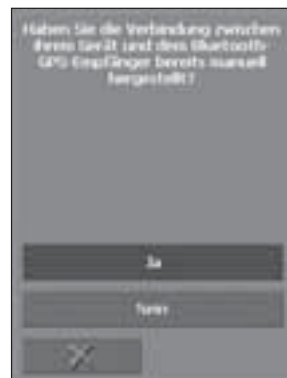 Haben Sie die Verbindung zwischen
Ihrem Gerät und dem Bluetooth-
GPS Empfänger bereits manuell
hergestellt?
Ja
Nein